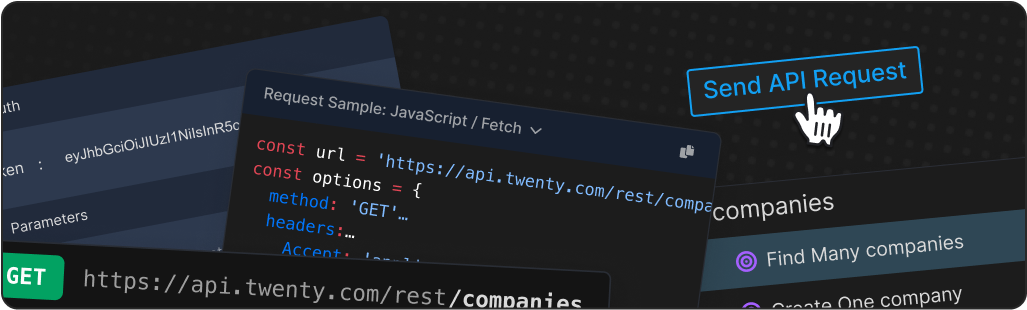 uth
ken : eyJhbGciOiJIUzI1NiIsInR5c
Parameters
GET https://api.twenty.com/rest/companies
Request Sample: JavaScript / Fetch
const url = 'https://api.twenty.com/rest/compa
const options = {
method: 'GET'…
headers:…
Accept: 'appli
Send API Request
companies
Find Many companies
Create One company